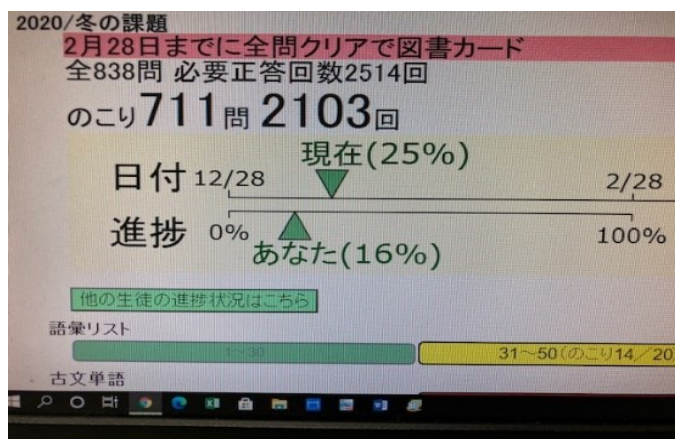 2020/冬の課題
2月28日までに全問クリアで図書カード
全838問 必要正答回数2514回
のこり711問 2103回
現在(25%)
日付 12/28 2/28
進捗 0% 100%
あなた(16%)
他の生徒の進捗状況はこちら
語彙リスト
1～30 31～50(のこり14／20)
古文単語